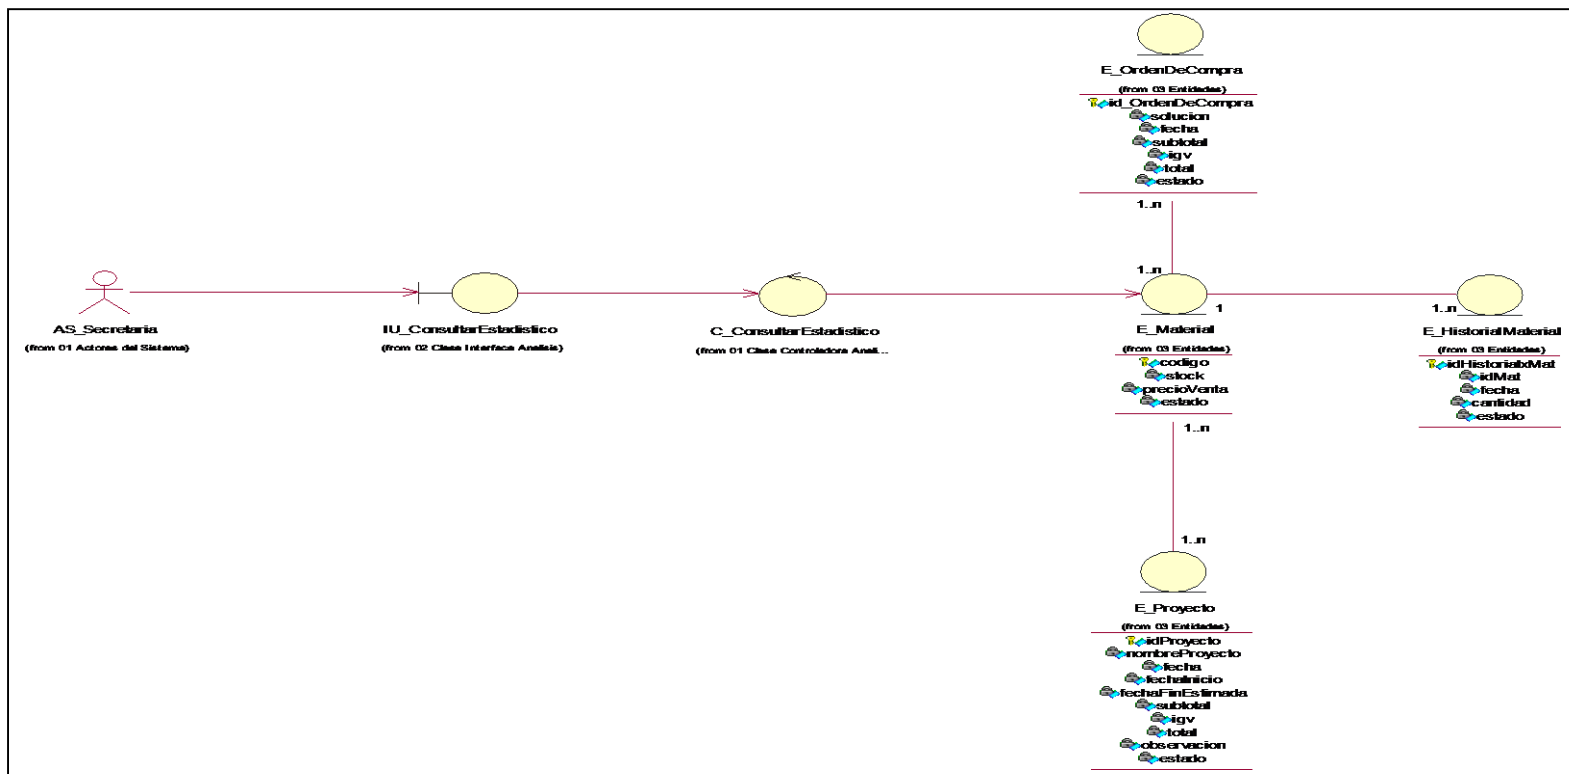 E_OrdenDeCompra
(from 03 Entidades)
id_OrdenDeCompra
solucion
fecha
subtotal
igv
total
estado
1..n
1..n
AS_Secretaria
(from 01 Actores del Sistema)
IU_ConsultarEstadistico
(from 02 Clase Interface Analisis)
C_ConsultarEstadistico
(from 01 Clase Controladora Anali...
E_Material
(from 03 Entidades)
codigo
stock
precioVenta
estado
1
1..n
E_HistorialMaterial
(from 03 Entidades)
idHistorialxMat
idMat
fecha
cantidad
estado
1..n
1..n
E_Proyecto
(from 03 Entidades)
idProyecto
nombreProyecto
fecha
fechaInicio
fechaFinEstimada
subtotal
igv
total
observacion
estado